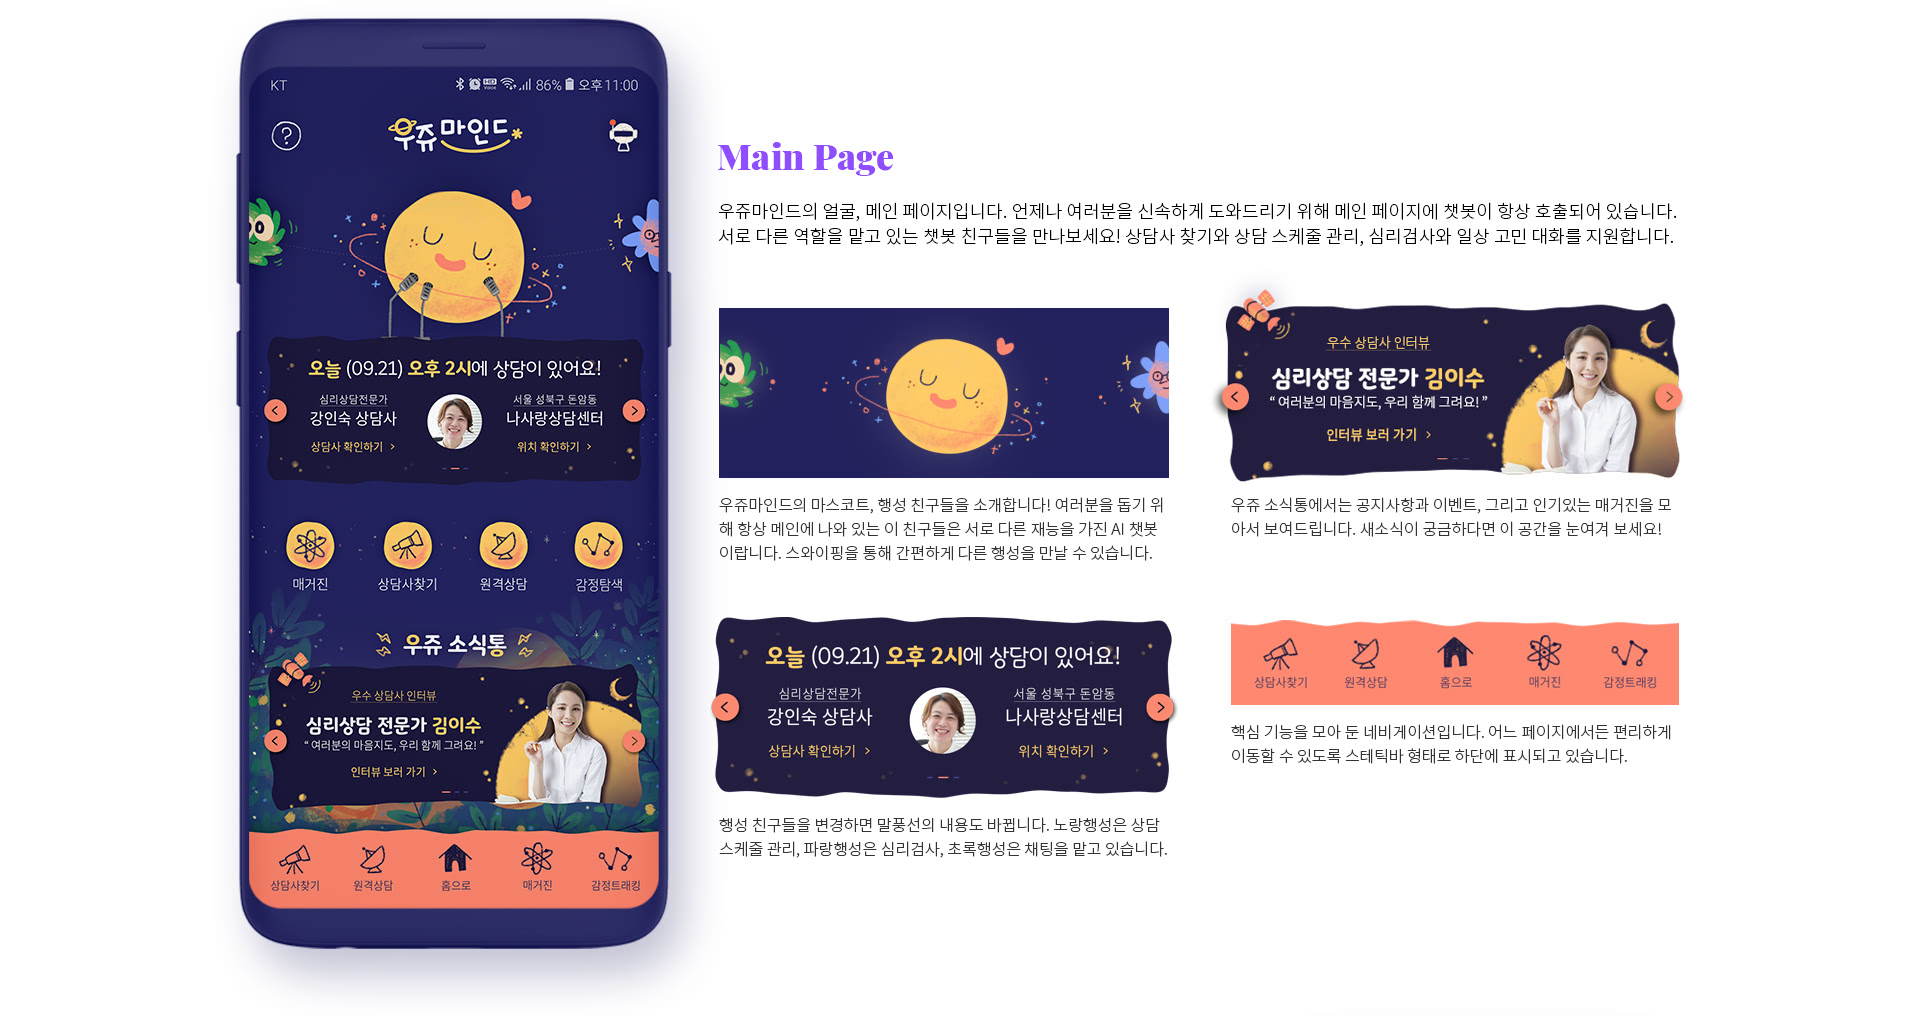 KT
HD
Voice
86%
오후 11:00
?
우쥬 마인드
오늘 (09.21) 오후 2시에 상담이 있어요!
심리상담전문가
강인숙 상담사
상담사 확인하기 >
서울 성북구 돈암동
나사랑상담센터
위치 확인하기 >
매거진
상담사찾기
원격상담
감정탐색
우쥬 소식통
우수 상담사 인터뷰
심리상담 전문가 김이수
“ 여러분의 마음지도, 우리 함께 그려요! ”
인터뷰 보러 가기 >
상담사찾기
원격상담
홈으로
매거진
감정트래킹
Main Page
우쥬마인드의 얼굴, 메인 페이지입니다. 언제나 여러분을 신속하게 도와드리기 위해 메인 페이지에 챗봇이 항상 호출되어 있습니다.
서로 다른 역할을 맡고 있는 챗봇 친구들을 만나보세요! 상담사 찾기와 상담 스케줄 관리, 심리검사와 일상 고민 대화를 지원합니다.
우쥬마인드의 마스코트, 행성 친구들을 소개합니다! 여러분을 돕기 위
해 항상 메인에 나와 있는 이 친구들은 서로 다른 재능을 가진 AI 챗봇
이랍니다. 스와이핑을 통해 간편하게 다른 행성을 만날 수 있습니다.
우수 상담사 인터뷰
심리상담 전문가 김이수
“ 여러분의 마음지도, 우리 함께 그려요! ”
인터뷰 보러 가기 >
우쥬 소식통에서는 공지사항과 이벤트, 그리고 인기있는 매거진을 모
아서 보여드립니다. 새소식이 궁금하다면 이 공간을 눈여겨 보세요!
오늘 (09.21) 오후 2시에 상담이 있어요!
심리상담전문가
강인숙 상담사
상담사 확인하기 >
서울 성북구 돈암동
나사랑상담센터
위치 확인하기 >
행성 친구들을 변경하면 말풍선의 내용도 바뀝니다. 노랑행성은 상담
스케줄 관리, 파랑행성은 심리검사, 초록행성은 채팅을 맡고 있습니다.
상담사찾기
원격상담
홈으로
매거진
감정트래킹
핵심 기능을 모아 둔 네비게이션입니다. 어느 페이지에서든 편리하게
이동할 수 있도록 스테틱바 형태로 하단에 표시되고 있습니다.